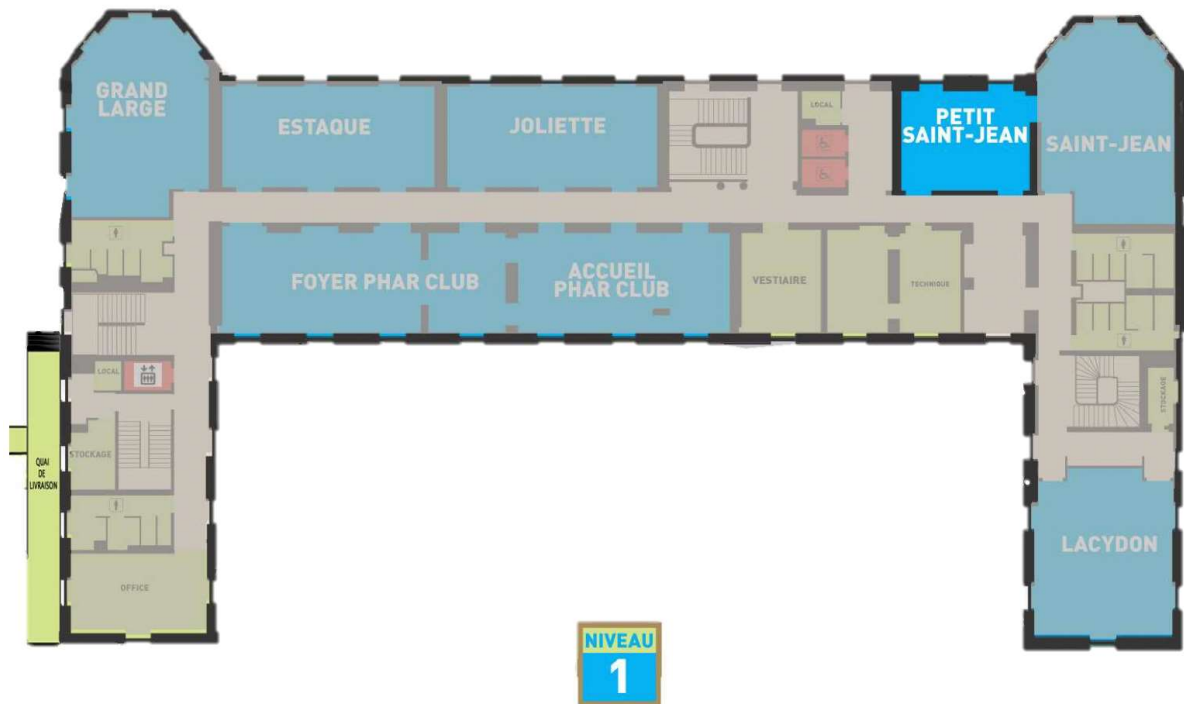 GRAND
LARGE
ESTAQUE
JOLIETTE
LOCAL
PETIT
SAINT-JEAN
SAINT-JEAN
FOYER PHAR CLUB
ACCUEIL
PHAR CLUB
VESTIAIRE
TECHNIQUE
LOCAL
STOCKAGE
STOCKAGE
QUAI
DE
LIVRAISON
OFFICE
LACYDON
NIVEAU
1